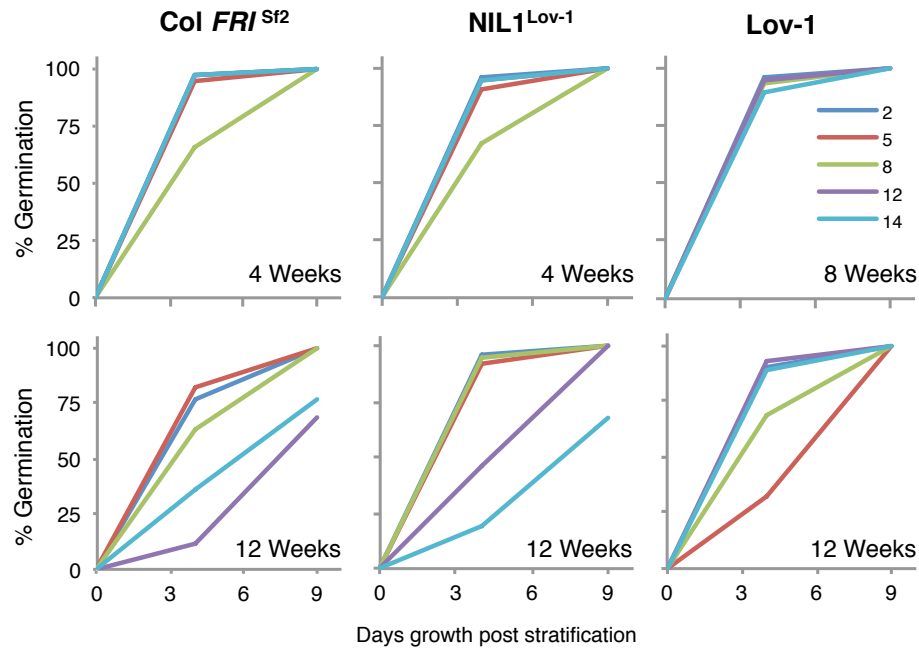 Col FRI Sf2
NIL1 Lov-1
Lov-1
% Germination
100
75
50
25
0
4 Weeks
4 Weeks
2
5
8
12
14
8 Weeks
% Germination
100
75
50
25
0
12 Weeks
12 Weeks
12 Weeks
0 3 6 9
0 3 6 9
0 3 6 9
Days growth post stratification